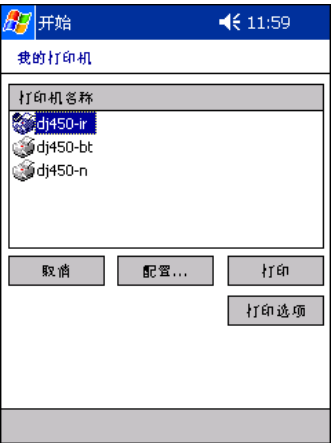 开始 11:59
我的打印机
打印机名称
dj450-ir
dj450-bt
dj450-n
取消 配置... 打印
打印选项